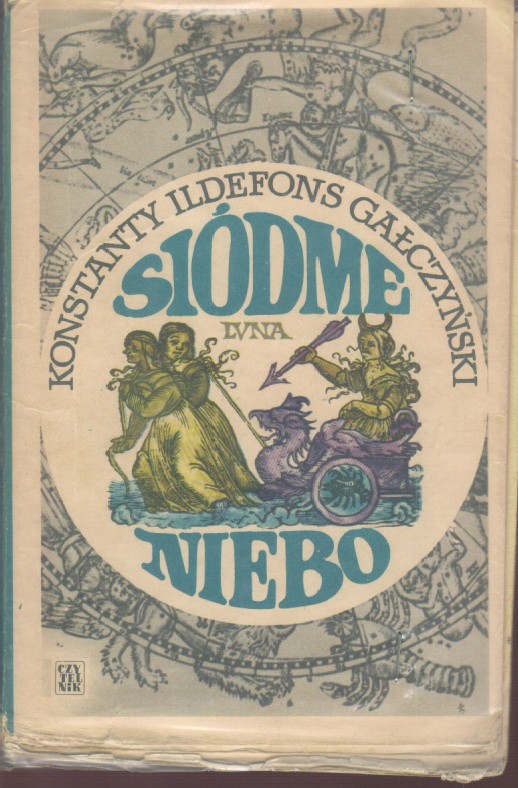 KONSTANTY ILDEFONS GAŁCZYŃSKI
SIÓDME
LVNA
NIEBO
CZY
TEL
NIK